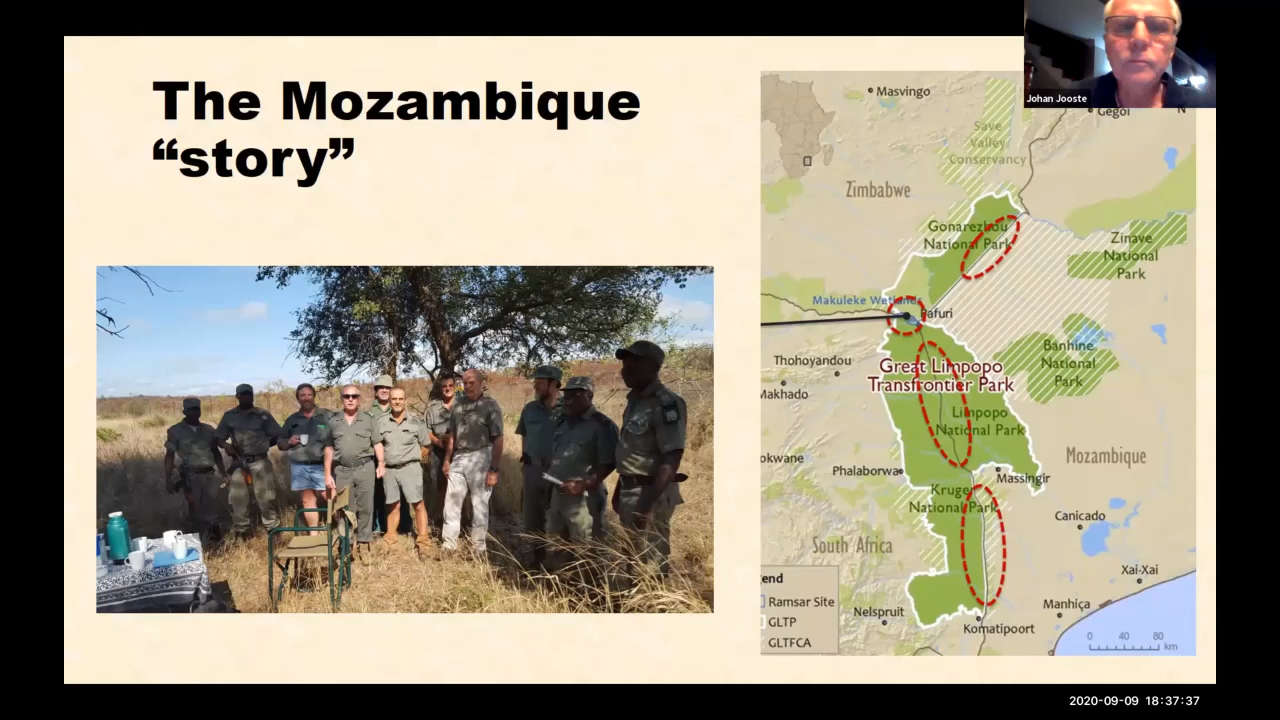 The Mozambique
“story”
Johan Jooste
Masvingo
Gegol
N
Save
Valley
Conservancy
Zimbabwe
Gonarezhou
National Park
Zinave
National
Park
Makuleke Wetlands
Pafuri
Banhine
National
Park
Thohoyandou
Great Limpopo
Transfrontier Park
Makhado
Limpopo
National Park
okwane
Mozambique
Phalaborwa
Massingir
Kruger
National Park
Canicado
South Africa
Xai-Xai
end
Ramsar Site
GLTP
GLTFCA
Nelspruit
Manhiça
Komatipoort
0 40 80
km
2020-09-09 18:37:37